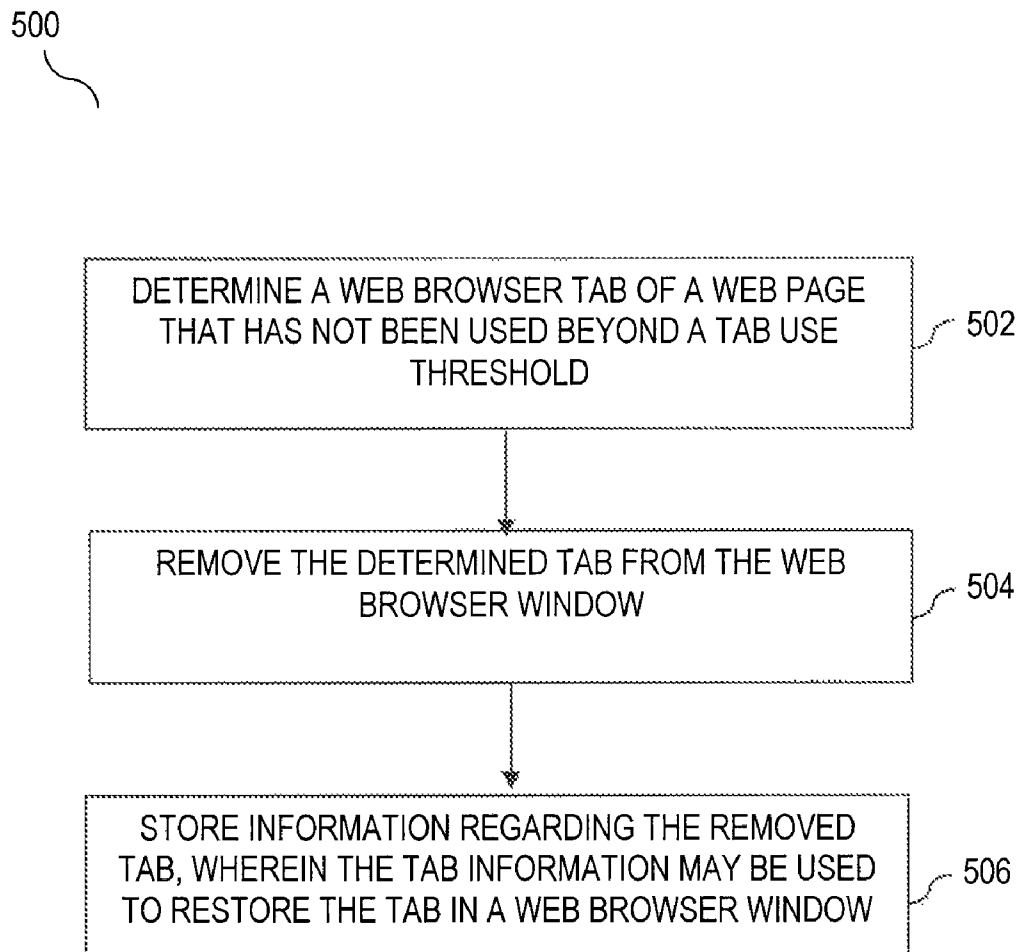 500
DETERMINE A WEB BROWSER TAB OF A WEB PAGE
THAT HAS NOT BEEN USED BEYOND A TAB USE
THRESHOLD
502
REMOVE THE DETERMINED TAB FROM THE WEB
BROWSER WINDOW
504
STORE INFORMATION REGARDING THE REMOVED
TAB, WHEREIN THE TAB INFORMATION MAY BE USED
TO RESTORE THE TAB IN A WEB BROWSER WINDOW
506